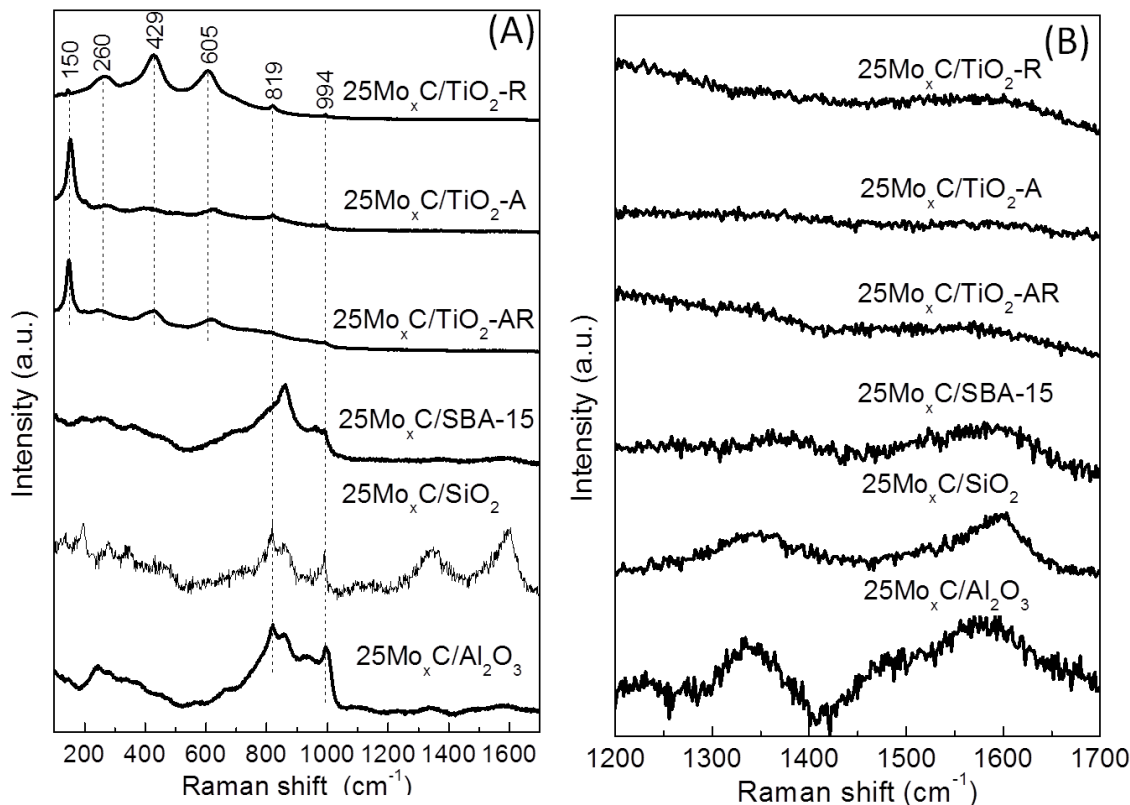 (A)
150
260
429
605
819
994
25MoₓC/TiO₂-R
25MoₓC/TiO₂-A
25MoₓC/TiO₂-AR
25MoₓC/SBA-15
25MoₓC/SiO₂
25MoₓC/Al₂O₃
Intensity (a.u.)
200 400 600 800 1000 1200 1400 1600
Raman shift (cm⁻¹)
(B)
25MoₓC/TiO₂-R
25MoₓC/TiO₂-A
25MoₓC/TiO₂-AR
25MoₓC/SBA-15
25MoₓC/SiO₂
25MoₓC/Al₂O₃
Intensity (a.u.)
1200 1300 1400 1500 1600 1700
Raman shift (cm⁻¹)